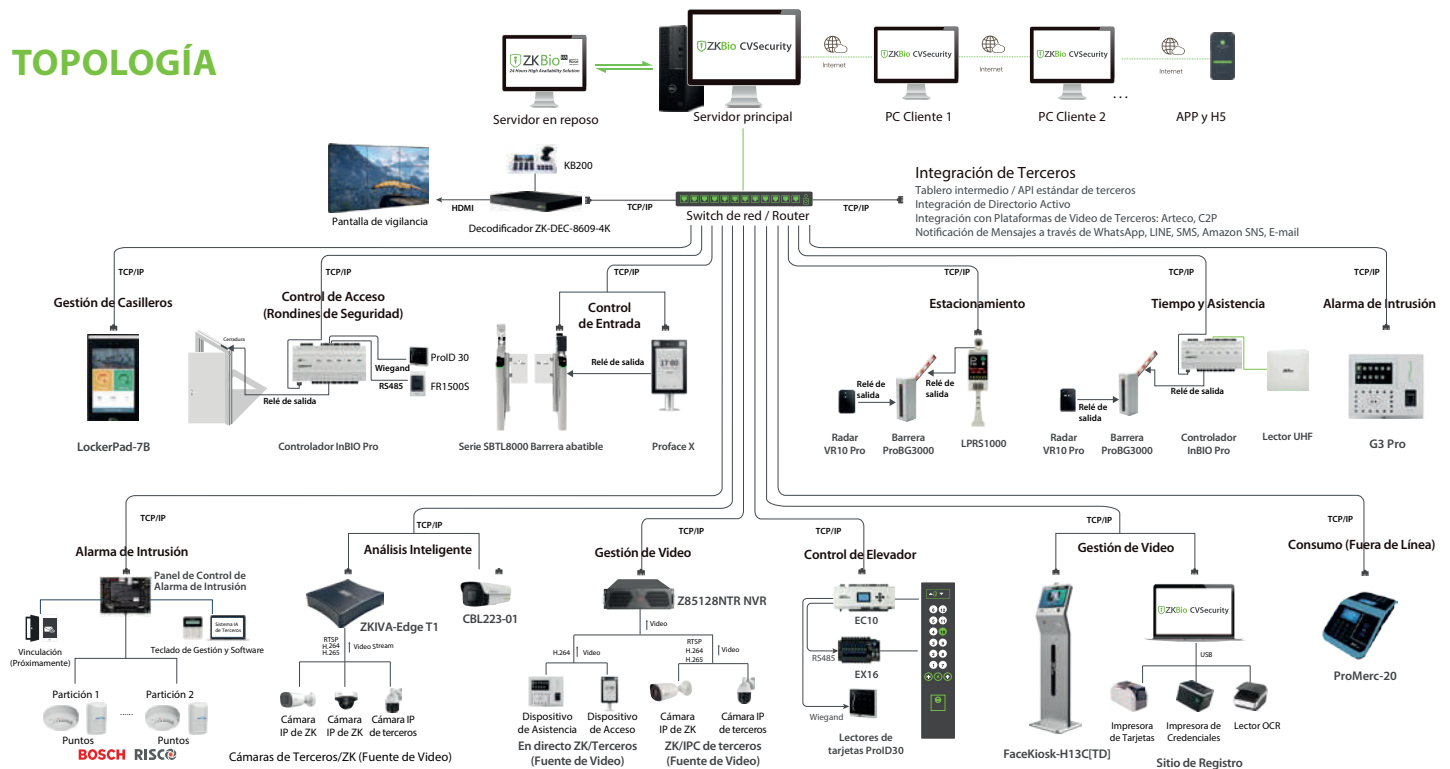 TOPOLOGÍA
ZKBio
24 Hours High Availability Solution
Servidor en reposo
ZKBio CVSecurity
Servidor principal
Internet
ZKBio CVSecurity
PC Cliente 1
Internet
ZKBio CVSecurity
PC Cliente 2
...
Internet
APP y H5
Pantalla de vigilancia
HDMI
KB200
Decodificador ZK-DEC-8609-4K
TCP/IP
Switch de red / Router
TCP/IP
Integración de Terceros
Tablero intermedio / API estándar de terceros
Integración de Directorio Activo
Integración con Plataformas de Video de Terceros: Arteco, C2P
Notificación de Mensajes a través de WhatsApp, LINE, SMS, Amazon SNS, E-mail
TCP/IP
Gestión de Casilleros
LockerPad-7B
TCP/IP
Control de Acceso
(Rondines de Seguridad)
Cerradura
Relé de salida
Wiegand
RS485
ProID 30
FR1500S
Controlador InBIO Pro
TCP/IP
Control
de Entrada
Relé de salida
17:00
Serie SBTL8000 Barrera abatible
Proface X
TCP/IP
Estacionamiento
Relé de
salida
Relé de
salida
Radar
VR10 Pro
Barrera
ProBG3000
LPRS1000
TCP/IP
Tiempo y Asistencia
Relé de
salida
Relé de salida
Radar
VR10 Pro
Barrera
ProBG3000
Controlador
InBIO Pro
Lector UHF
TCP/IP
Alarma de Intrusión
G3 Pro
TCP/IP
Alarma de Intrusión
Panel de Control de
Alarma de Intrusión
Vinculación
(Próximamente)
Sistema IA
de Terceros
Teclado de Gestión y Software
Partición 1
......
Partición 2
Puntos
Puntos
BOSCH RISCO
TCP/IP
Análisis Inteligente
ZKIVA-Edge T1
CBL223-01
RTSP
H.264
H.265
Video Stream
Cámara
IP de ZK
Cámara
IP de ZK
Cámara IP
de terceros
Cámaras de Terceros/ZK (Fuente de Video)
TCP/IP
Gestión de Video
Z85128NTR NVR
Video
H.264
Video
RTSP
H.264
H.265
Video
Dispositivo
de Asistencia
Dispositivo
de Acceso
En directo ZK/Terceros
(Fuente de Video)
Cámara
IP de ZK
Cámara IP
de terceros
ZK/IPC de terceros
(Fuente de Video)
TCP/IP
Control de Elevador
EC10
RS485
EX16
Wiegand
Lectores de
tarjetas ProID30
TCP/IP
Gestión de Video
FaceKiosk-H13C[TD]
ZKBio CVSecurity
USB
Impresora
de Tarjetas
Impresora de
Credenciales
Lector OCR
Sitio de Registro
TCP/IP
Consumo (Fuera de Línea)
ProMerc-20